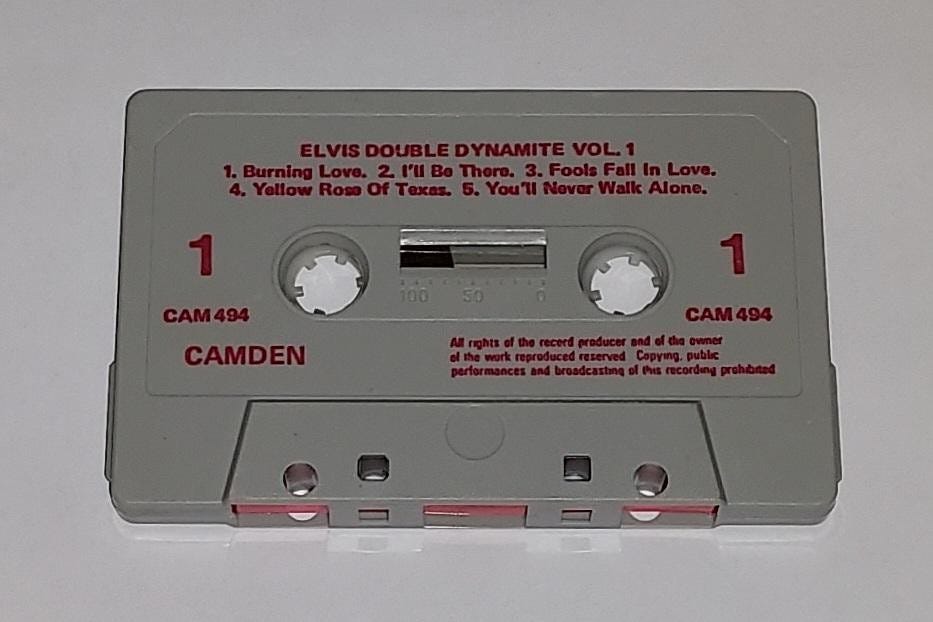 ELVIS DOUBLE DYNAMITE VOL. 1
1. Burning Love. 2. I'll Be There. 3. Fools Fall In Love.
4. Yellow Rose Of Texas. 5. You'll Never Walk Alone.
1
1
100 50 0
CAM 494
CAM 494
CAMDEN
All rights of the record producer and of the owner
of the work reproduced reserved Copying, public
performances and broadcasting of this recording prohibited